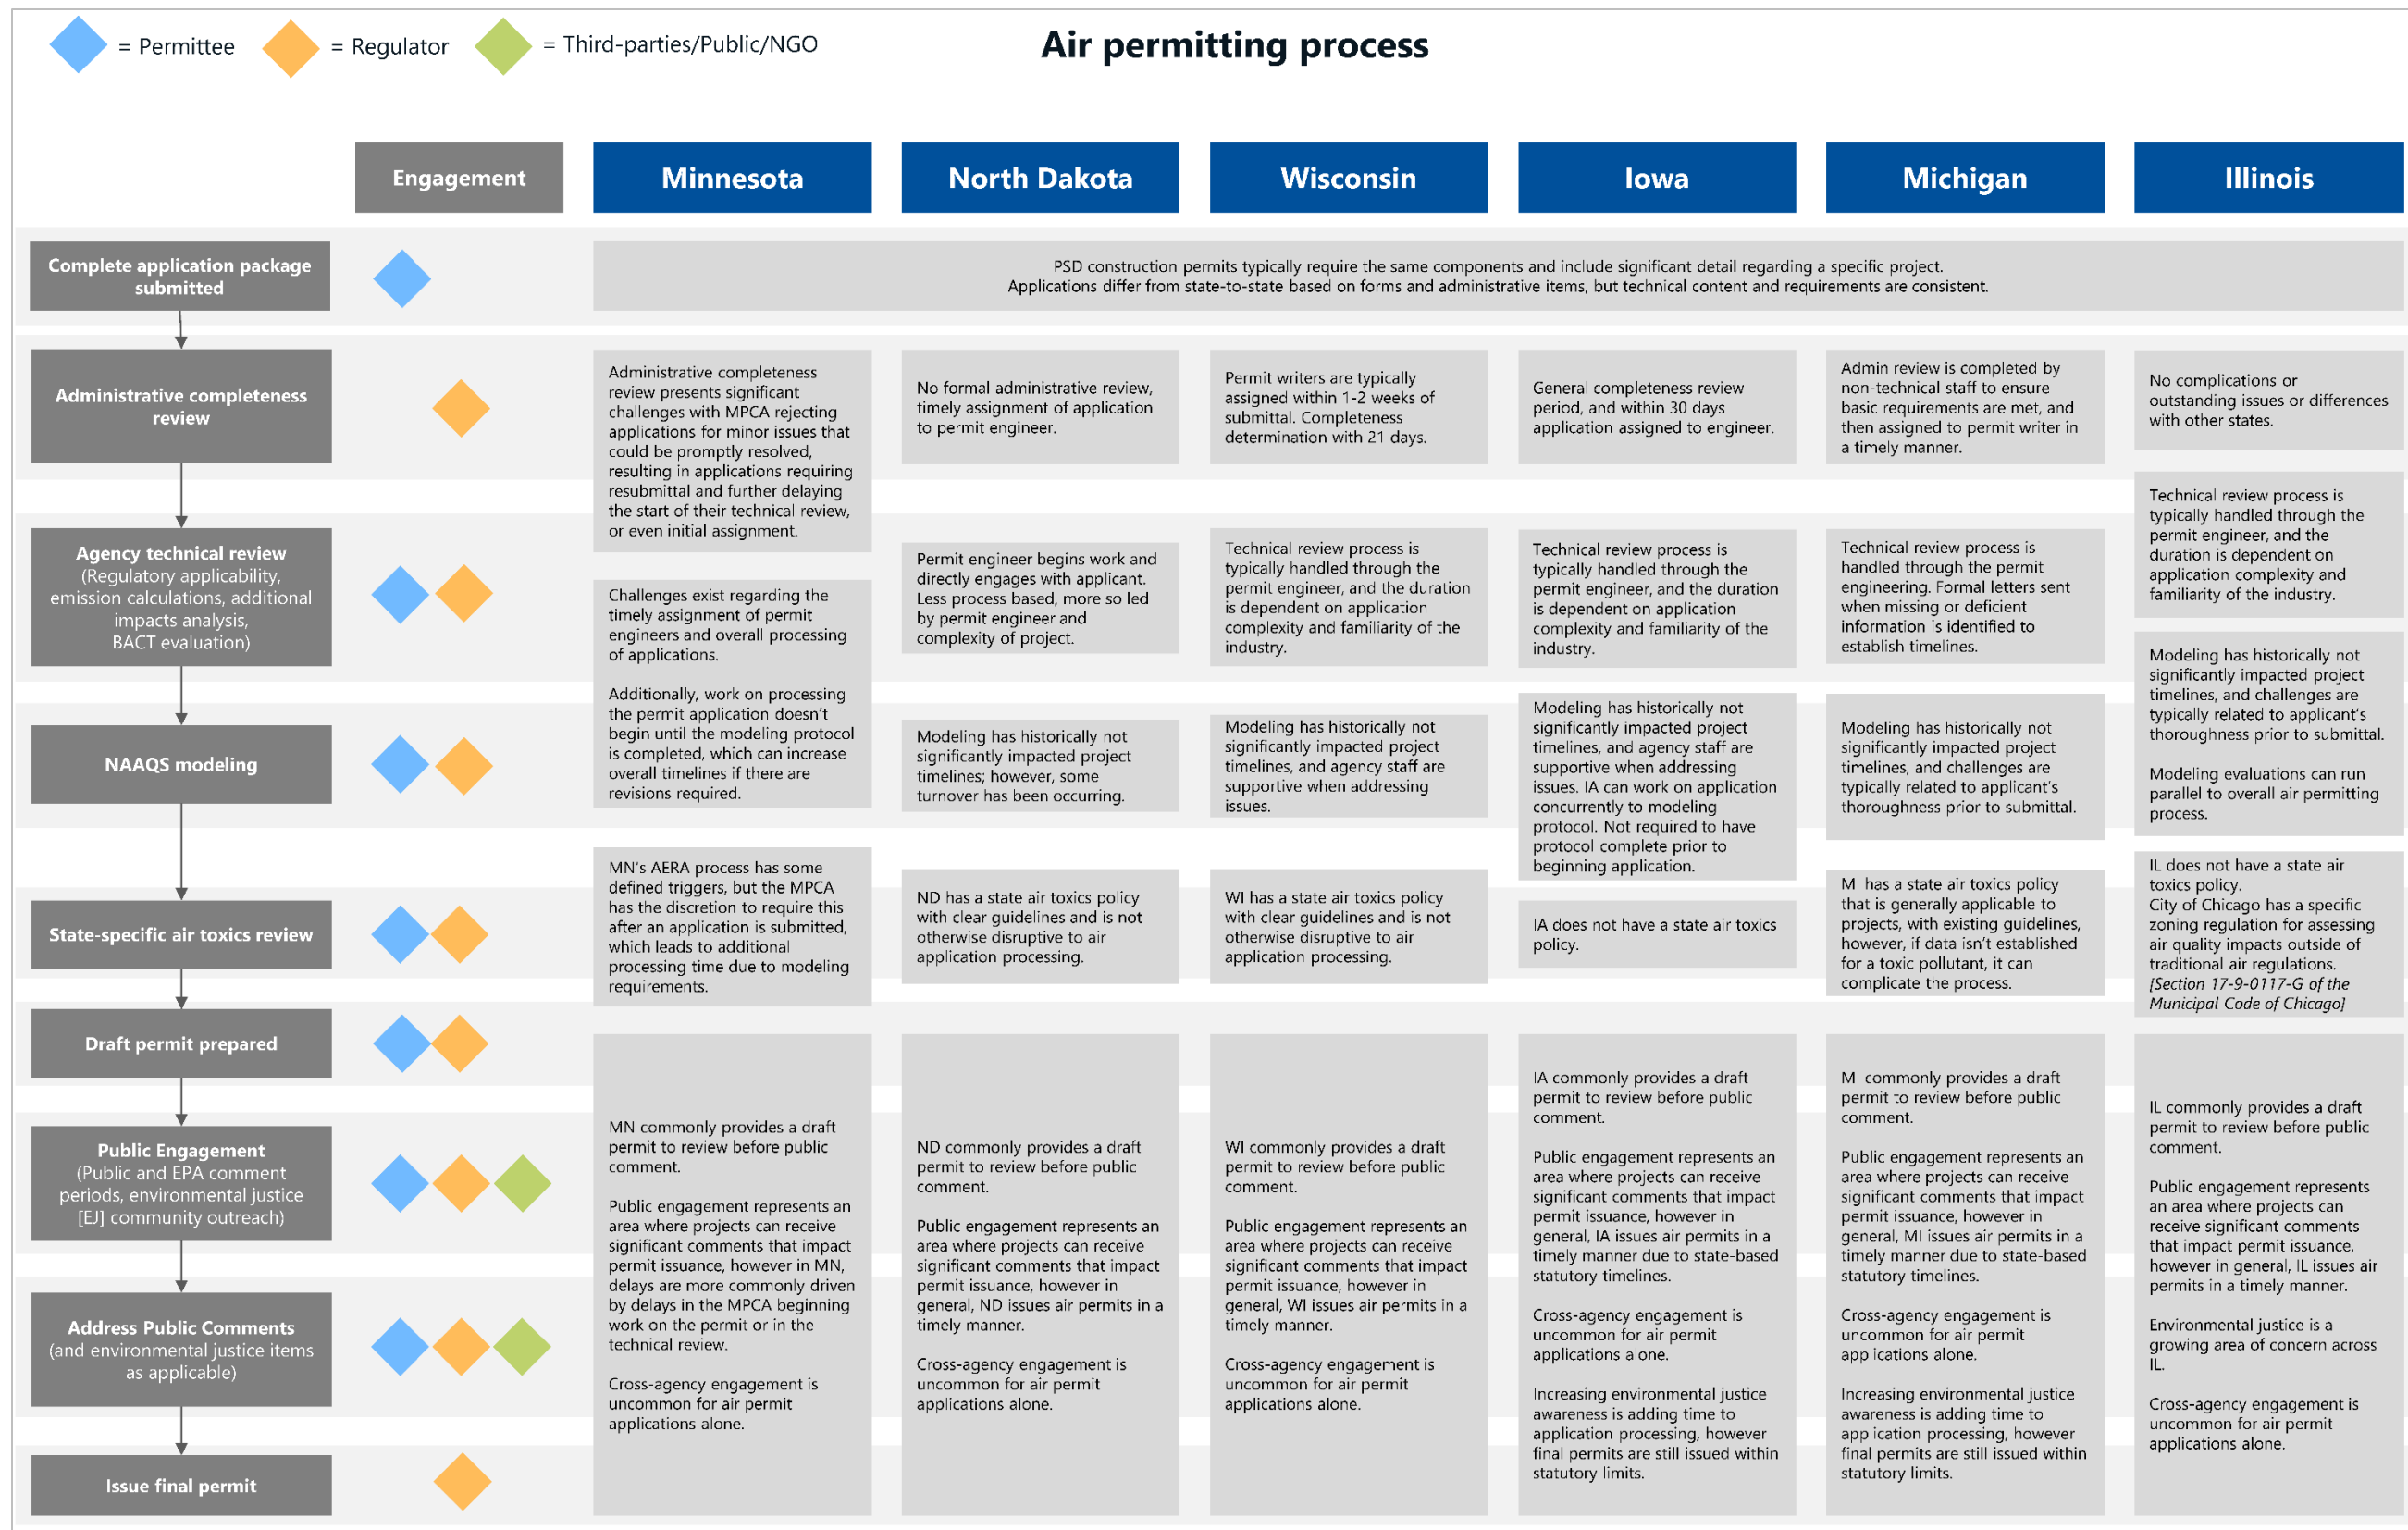 = Permittee
= Regulator
= Third-parties/Public/NGO
Air permitting process
Engagement
Minnesota
North Dakota
Wisconsin
Iowa
Michigan
Illinois
Complete application package
submitted
PSD construction permits typically require the same components and include significant detail regarding a specific project.
Applications differ from state-to-state based on forms and administrative items, but technical content and requirements are consistent.
Administrative completeness
review
Administrative completeness
review presents significant
challenges with MPCA rejecting
applications for minor issues that
could be promptly resolved,
resulting in applications requiring
resubmittal and further delaying
the start of their technical review,
or even initial assignment.
No formal administrative review,
timely assignment of application
to permit engineer.
Permit writers are typically
assigned within 1-2 weeks of
submittal. Completeness
determination with 21 days.
General completeness review
period, and within 30 days
application assigned to engineer.
Admin review is completed by
non-technical staff to ensure
basic requirements are met, and
then assigned to permit writer in
a timely manner.
No complications or
outstanding issues or differences
with other states.
Agency technical review
(Regulatory applicability,
emission calculations, additional
impacts analysis,
BACT evaluation)
Challenges exist regarding the
timely assignment of permit
engineers and overall processing
of applications.
Additionally, work on processing
the permit application doesn't
begin until the modeling protocol
is completed, which can increase
overall timelines if there are
revisions required.
Permit engineer begins work and
directly engages with applicant.
Less process based, more so led
by permit engineer and
complexity of project.
Technical review process is
typically handled through the
permit engineer, and the duration
is dependent on application
complexity and familiarity of the
industry.
Technical review process is
typically handled through the
permit engineer, and the duration
is dependent on application
complexity and familiarity of the
industry.
Technical review process is
handled through the permit
engineering. Formal letters sent
when missing or deficient
information is identified to
establish timelines.
Technical review process is
typically handled through the
permit engineer, and the
duration is dependent on
application complexity and
familiarity of the industry.
NAAQS modeling
Modeling has historically not
significantly impacted project
timelines; however, some
turnover has been occurring.
Modeling has historically not
significantly impacted project
timelines, and agency staff are
supportive when addressing
issues.
Modeling has historically not
significantly impacted project
timelines, and agency staff are
supportive when addressing
issues. IA can work on application
concurrently to modeling
protocol. Not required to have
protocol complete prior to
beginning application.
Modeling has historically not
significantly impacted project
timelines, and challenges are
typically related to applicant's
thoroughness prior to submittal.
Modeling has historically not
significantly impacted project
timelines, and challenges are
typically related to applicant's
thoroughness prior to submittal.
Modeling evaluations can run
parallel to overall air permitting
process.
State-specific air toxics review
MN's AERA process has some
defined triggers, but the MPCA
has the discretion to require this
after an application is submitted,
which leads to additional
processing time due to modeling
requirements.
ND has a state air toxics policy
with clear guidelines and is not
otherwise disruptive to air
application processing.
WI has a state air toxics policy
with clear guidelines and is not
otherwise disruptive to air
application processing.
IA does not have a state air toxics
policy.
MI has a state air toxics policy
that is generally applicable to
projects, with existing guidelines,
however, if data isn't established
for a toxic pollutant, it can
complicate the process.
IL does not have a state air
toxics policy.
City of Chicago has a specific
zoning regulation for assessing
air quality impacts outside of
traditional air regulations.
[Section 17-9-0117-G of the
Municipal Code of Chicago]
Draft permit prepared
Public Engagement
(Public and EPA comment
periods, environmental justice
[EJ] community outreach)
Address Public Comments
(and environmental justice items
as applicable)
Issue final permit
MN commonly provides a draft
permit to review before public
comment.
Public engagement represents an
area where projects can receive
significant comments that impact
permit issuance, however in MN,
delays are more commonly driven
by delays in the MPCA beginning
work on the permit or in the
technical review.
Cross-agency engagement is
uncommon for air permit
applications alone.
ND commonly provides a draft
permit to review before public
comment.
Public engagement represents an
area where projects can receive
significant comments that impact
permit issuance, however in
general, ND issues air permits in a
timely manner.
Cross-agency engagement is
uncommon for air permit
applications alone.
WI commonly provides a draft
permit to review before public
comment.
Public engagement represents an
area where projects can receive
significant comments that impact
permit issuance, however in
general, WI issues air permits in a
timely manner.
Cross-agency engagement is
uncommon for air permit
applications alone.
IA commonly provides a draft
permit to review before public
comment.
Public engagement represents an
area where projects can receive
significant comments that impact
permit issuance, however in
general, IA issues air permits in a
timely manner due to state-based
statutory timelines.
Cross-agency engagement is
uncommon for air permit
applications alone.
Increasing environmental justice
awareness is adding time to
application processing, however
final permits are still issued within
statutory limits.
MI commonly provides a draft
permit to review before public
comment.
Public engagement represents an
area where projects can receive
significant comments that impact
permit issuance, however in
general, MI issues air permits in a
timely manner due to state-based
statutory timelines.
Cross-agency engagement is
uncommon for air permit
applications alone.
Increasing environmental justice
awareness is adding time to
application processing, however
final permits are still issued within
statutory limits.
IL commonly provides a draft
permit to review before public
comment.
Public engagement represents
an area where projects can
receive significant comments
that impact permit issuance,
however in general, IL issues air
permits in a timely manner.
Environmental justice is a
growing area of concern across
IL.
Cross-agency engagement is
uncommon for air permit
applications alone.